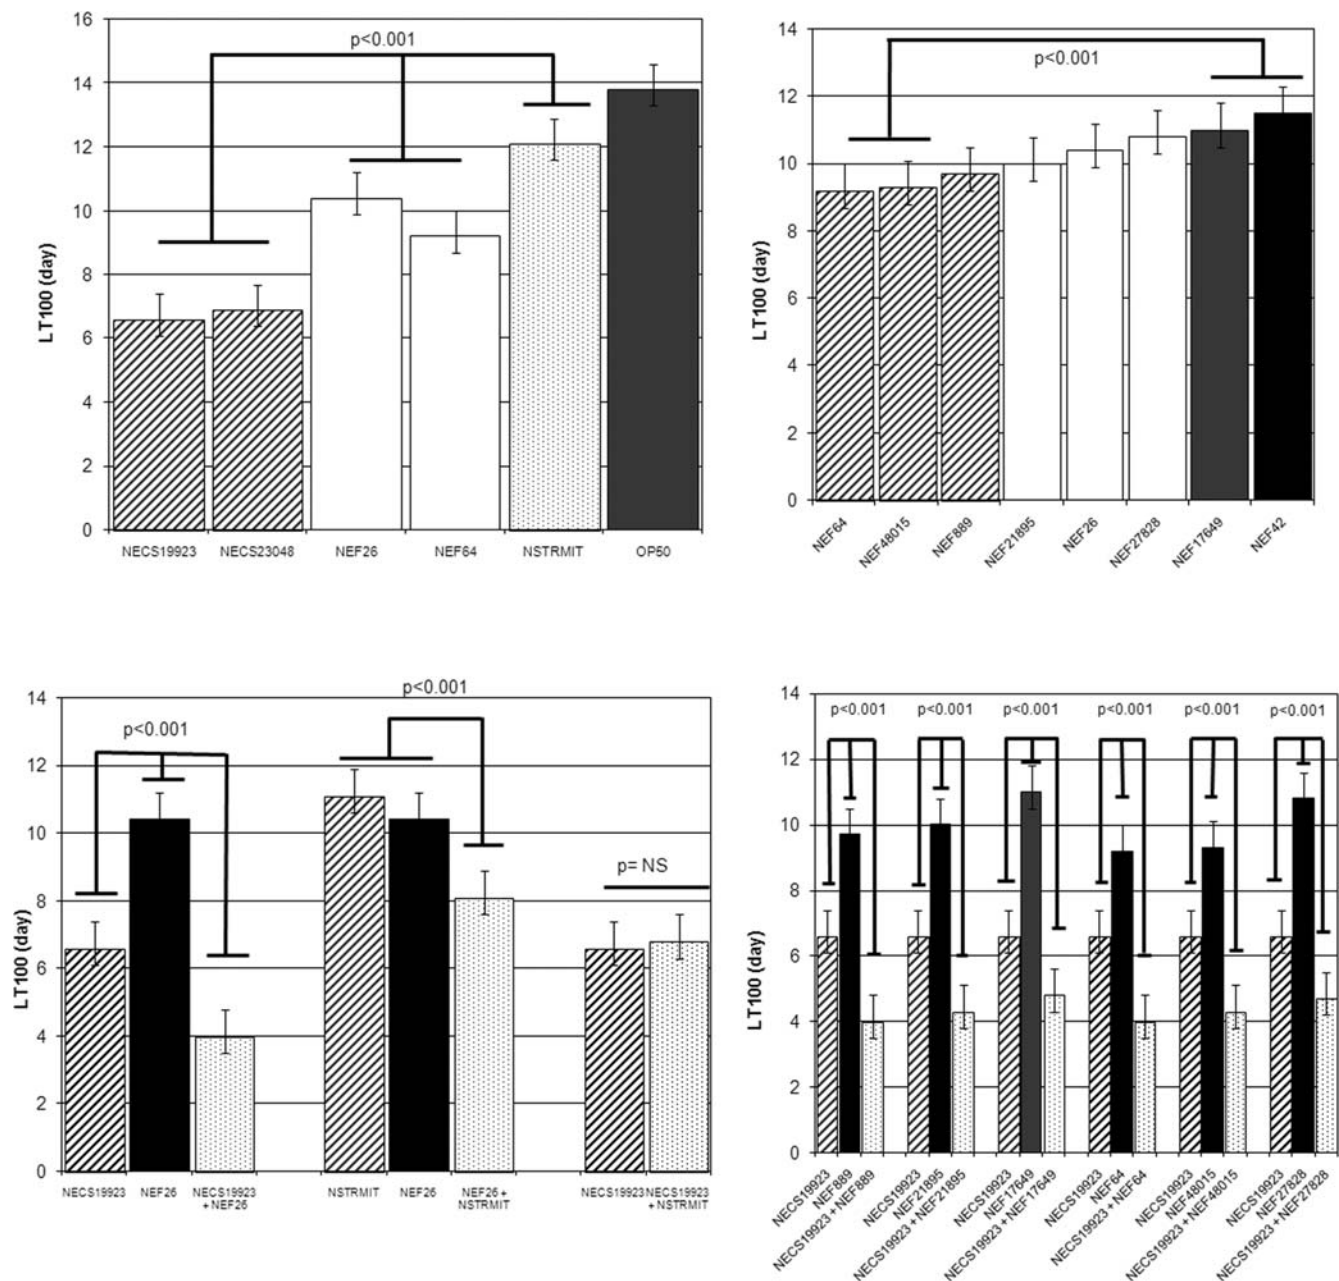 16
14
12
10
8
6
4
2
0
LT100 (day)
p<0.001
NECS19923 NECS23048 NEF26 NEF64 NSTRMIT OP50
14
12
10
8
6
4
2
0
LT100 (day)
p<0.001
NEF64
NEF48015
NEF889
NEF21895
NEF26
NEF27828
NEF17649
NEF42
14
12
10
8
6
4
2
0
LT100 (day)
p<0.001
p<0.001
p= NS
NECS19923 NEF26 NECS19923
+ NEF26
NSTRMIT NEF26 NEF26 +
NSTRMIT
NECS19923 NECS19923
+ NSTRMIT
14
12
10
8
6
4
2
0
LT100 (day)
p<0.001 p<0.001 p<0.001 p<0.001 p<0.001 p<0.001
NECS19923
NEF889
NECS19923 + NEF889
NECS19923
NEF21895
NECS19923 + NEF21895
NECS19923
NEF17649
NECS19923 + NEF17649
NECS19923
NEF64
NECS19923 + NEF64
NECS19923
NEF48015
NECS19923 + NEF48015
NECS19923
NEF27828
NECS19923 + NEF27828